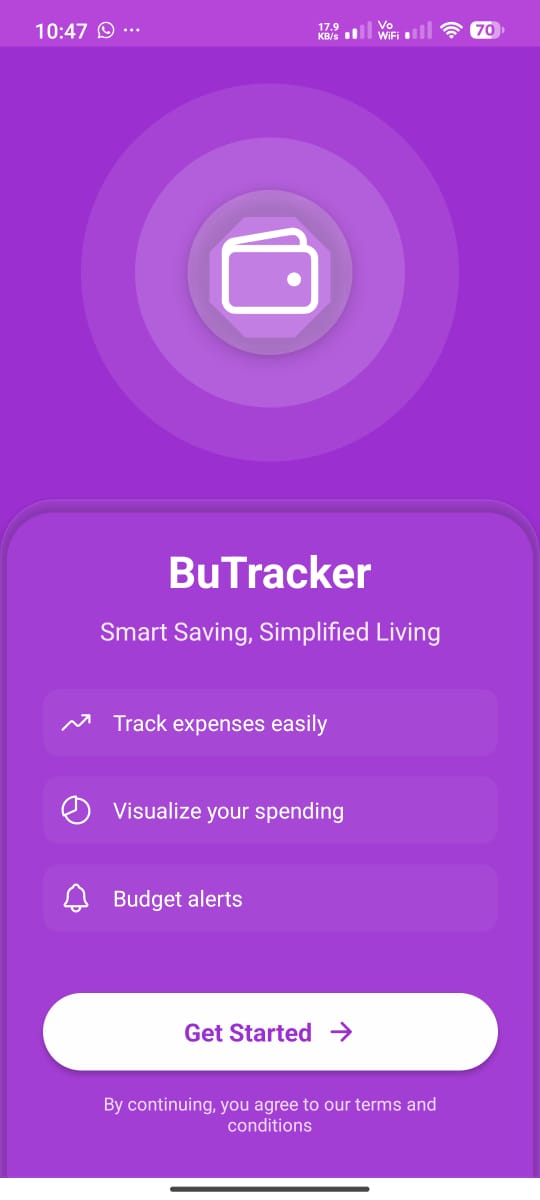 10:47
17.9
KB/s
Vo
WiFi
70
BuTracker
Smart Saving, Simplified Living
Track expenses easily
Visualize your spending
Budget alerts
Get Started
By continuing, you agree to our terms and
conditions